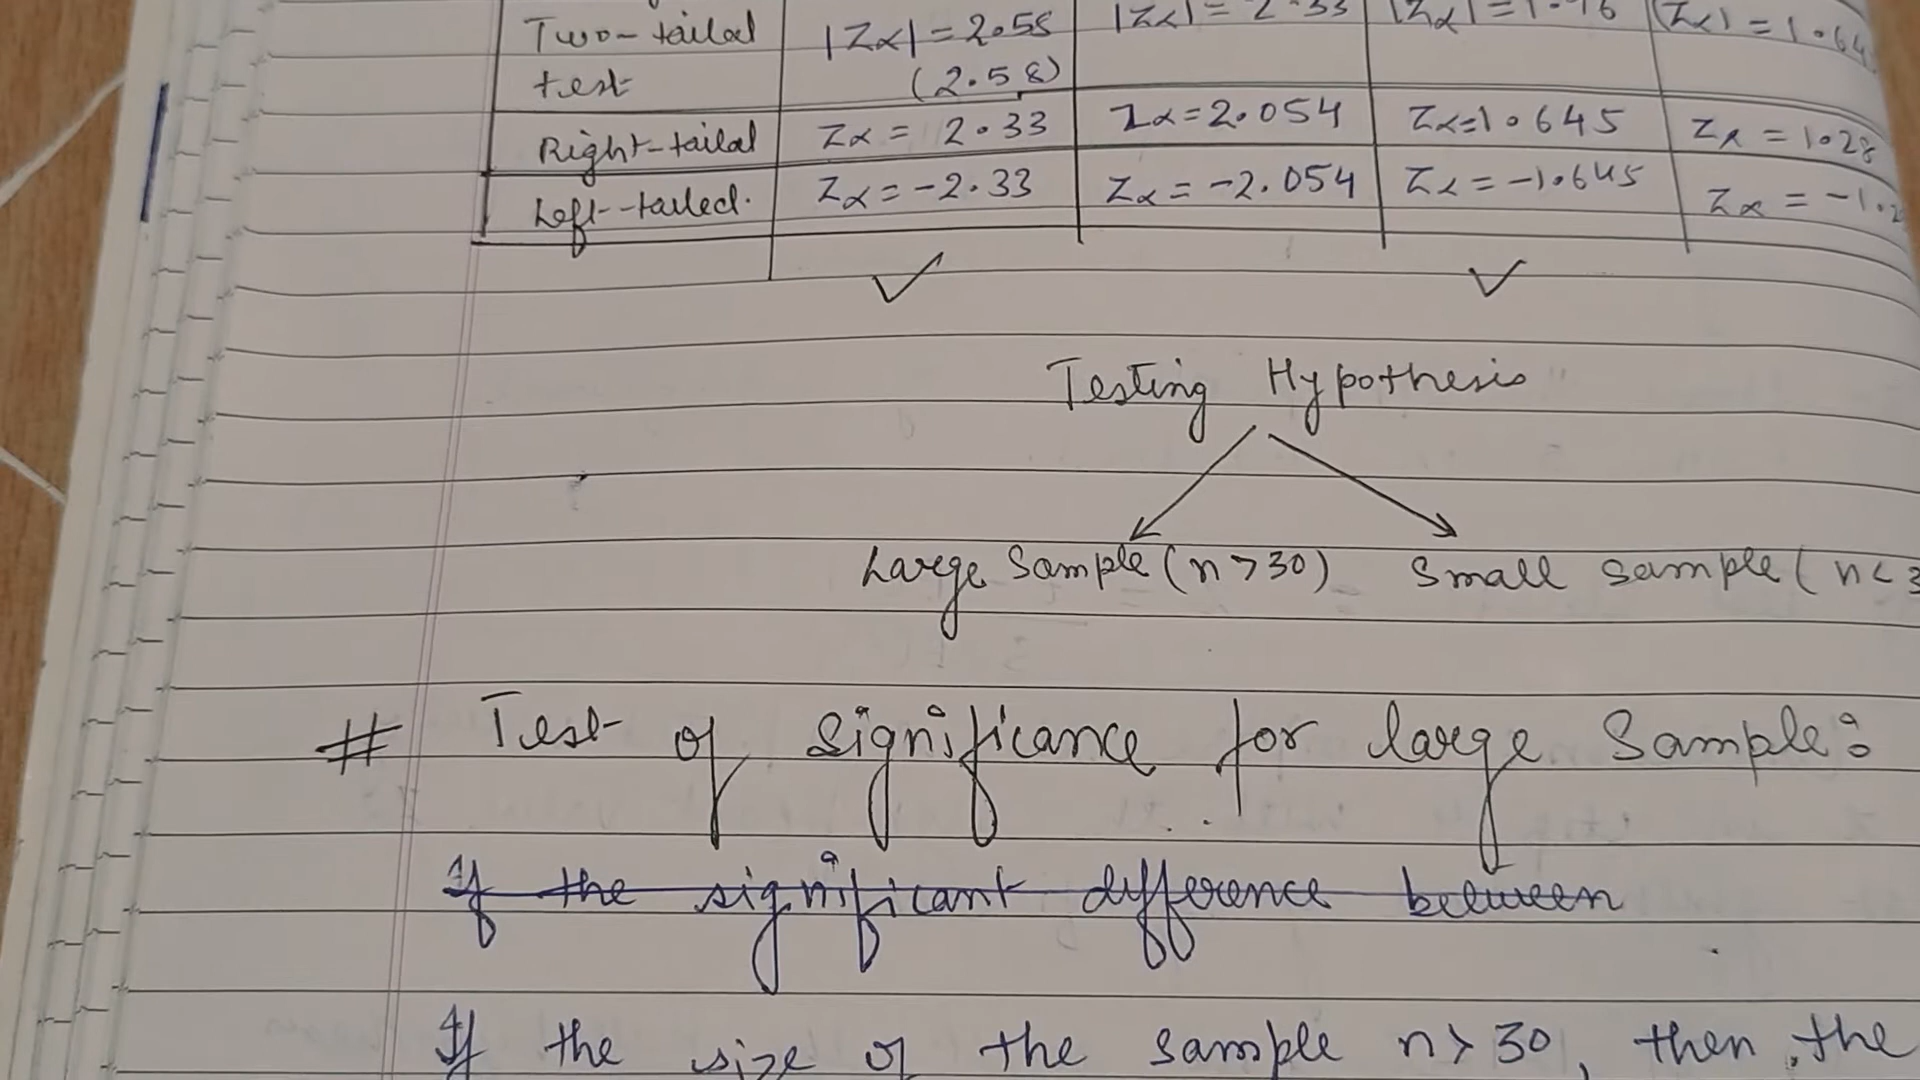 Two-tailed |Zα| = 2.58 |Zα| = 2.33 |Zα| = 1.96 |Zα| = 1.64
test (2.58)
Right-tailed Zα = 2.33 Zα = 2.054 Zα = 1.645 Zα = 1.28
Left-tailed. Zα = -2.33 Zα = -2.054 Zα = -1.645 Zα = -1.2
Testing Hypothesis
Large Sample (n > 30) Small sample ( n < 3
# Test of significance for large Sample:
If the significant difference between
If the size of the sample n > 30, then the